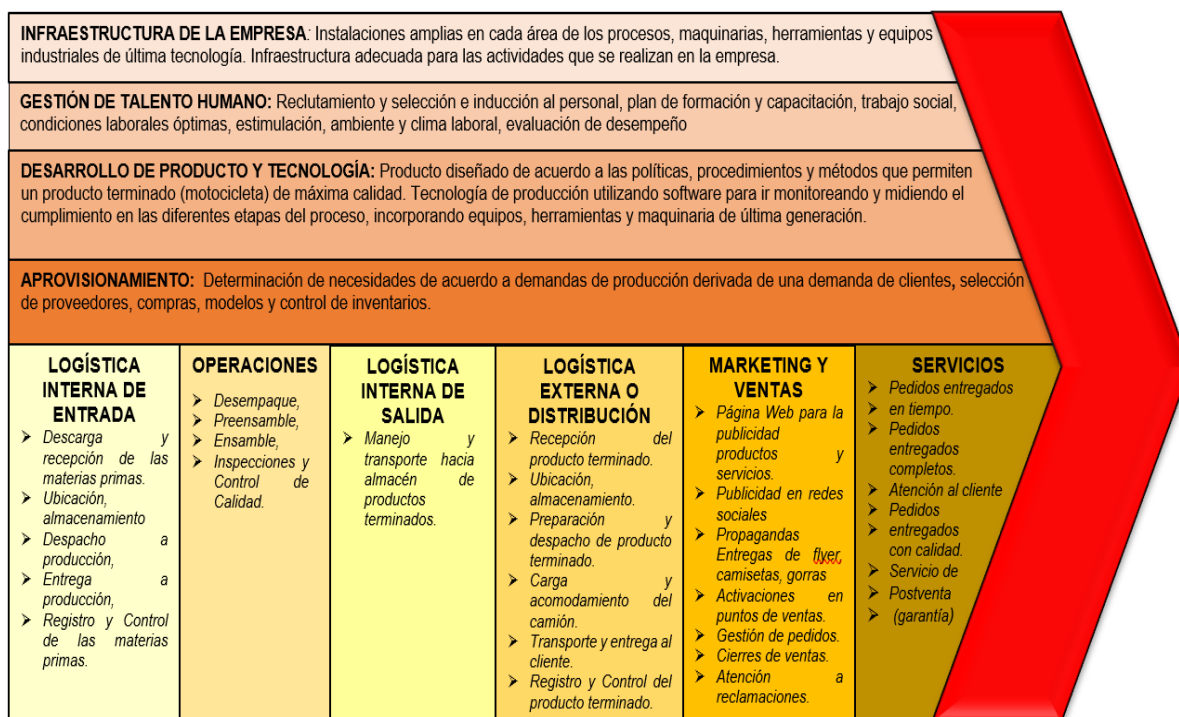 INFRAESTRUCTURA DE LA EMPRESA: Instalaciones amplias en cada área de los procesos, maquinarias, herramientas y equipos
industriales de última tecnología. Infraestructura adecuada para las actividades que se realizan en la empresa.
GESTIÓN DE TALENTO HUMANO: Reclutamiento y selección e inducción al personal, plan de formación y capacitación, trabajo social,
condiciones laborales óptimas, estimulación, ambiente y clima laboral, evaluación de desempeño
DESARROLLO DE PRODUCTO Y TECNOLOGÍA: Producto diseñado de acuerdo a las políticas, procedimientos y métodos que permiten
un producto terminado (motocicleta) de máxima calidad. Tecnología de producción utilizando software para ir monitoreando y midiendo el
cumplimiento en las diferentes etapas del proceso, incorporando equipos, herramientas y maquinaria de última generación.
APROVISIONAMIENTO: Determinación de necesidades de acuerdo a demandas de producción derivada de una demanda de clientes, selección
de proveedores, compras, modelos y control de inventarios.
LOGÍSTICA
INTERNA DE
ENTRADA
➢ Descarga y
recepción de las
materias primas.
➢ Ubicación,
almacenamiento
➢ Despacho a
producción,
➢ Entrega a
producción,
➢ Registro y Control
de las materias
primas.
OPERACIONES
➢ Desempaque,
➢ Preensamble,
➢ Ensamble,
➢ Inspecciones y
Control de
Calidad.
LOGÍSTICA
INTERNA DE
SALIDA
➢ Manejo y
transporte hacia
almacén de
productos
terminados.
LOGÍSTICA
EXTERNA O
DISTRIBUCIÓN
➢ Recepción del
producto terminado.
➢ Ubicación,
almacenamiento.
➢ Preparación y
despacho de producto
terminado.
➢ Carga y
acomodamiento del
camión.
➢ Transporte y entrega al
cliente.
➢ Registro y Control del
producto terminado.
MARKETING Y
VENTAS
➢ Página Web para la
publicidad
productos y
servicios.
➢ Publicidad en redes
sociales
➢ Propagandas
Entregas de flyer,
camisetas, gorras
➢ Activaciones en
puntos de ventas.
➢ Gestión de pedidos.
➢ Cierres de ventas.
➢ Atención a
reclamaciones.
SERVICIOS
➢ Pedidos entregados
➢ en tiempo.
➢ Pedidos
entregados
completos.
➢ Atención al cliente
➢ Pedidos
➢ entregados
con calidad.
➢ Servicio de
➢ Postventa
➢ (garantía)